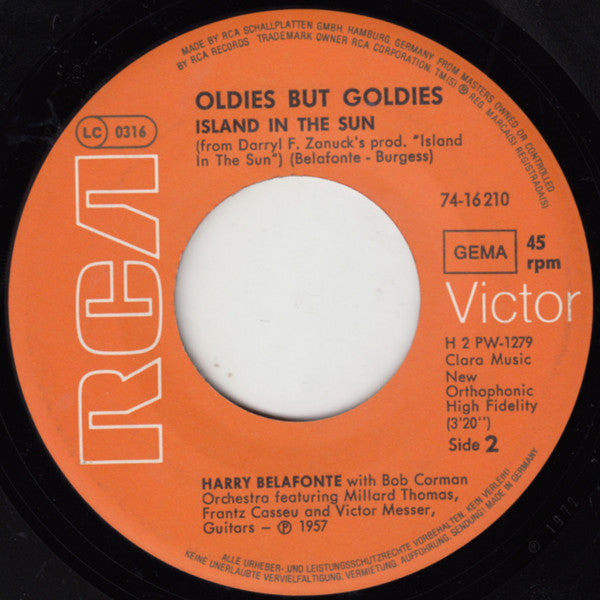 MADE BY RCA SCHALLPLATTEN GMBH, HAMBURG, GERMANY, FROM MASTERS OWNED OR CONTROLLED
BY RCA RECORDS TRADEMARK OWNER RCA CORPORATION. TM(S) ® REG. MARCA(S) REGISTRADA(S)
OLDIES BUT GOLDIES
ISLAND IN THE SUN
(from Darryl F. Zanuck's prod. "Island
In The Sun") (Belafonte - Burgess)
LC 0316
RCA
74-16 210
GEMA
45
rpm
Victor
H 2 PW-1279
Clara Music
New
Orthophonic
High Fidelity
(3'20'')
Side 2
HARRY BELAFONTE with Bob Corman
Orchestra featuring Millard Thomas,
Frantz Casseu and Victor Messer,
Guitars – ℗ 1957
ALLE URHEBER- UND LEISTUNGSSCHUTZRECHTE VORBEHALTEN. KEIN VERLEIH!
KEINE UNERLAUBTE VERVIELFÄLTIGUNG, VERMIETUNG, AUFFÜHRUNG, SENDUNG! MADE IN GERMANY